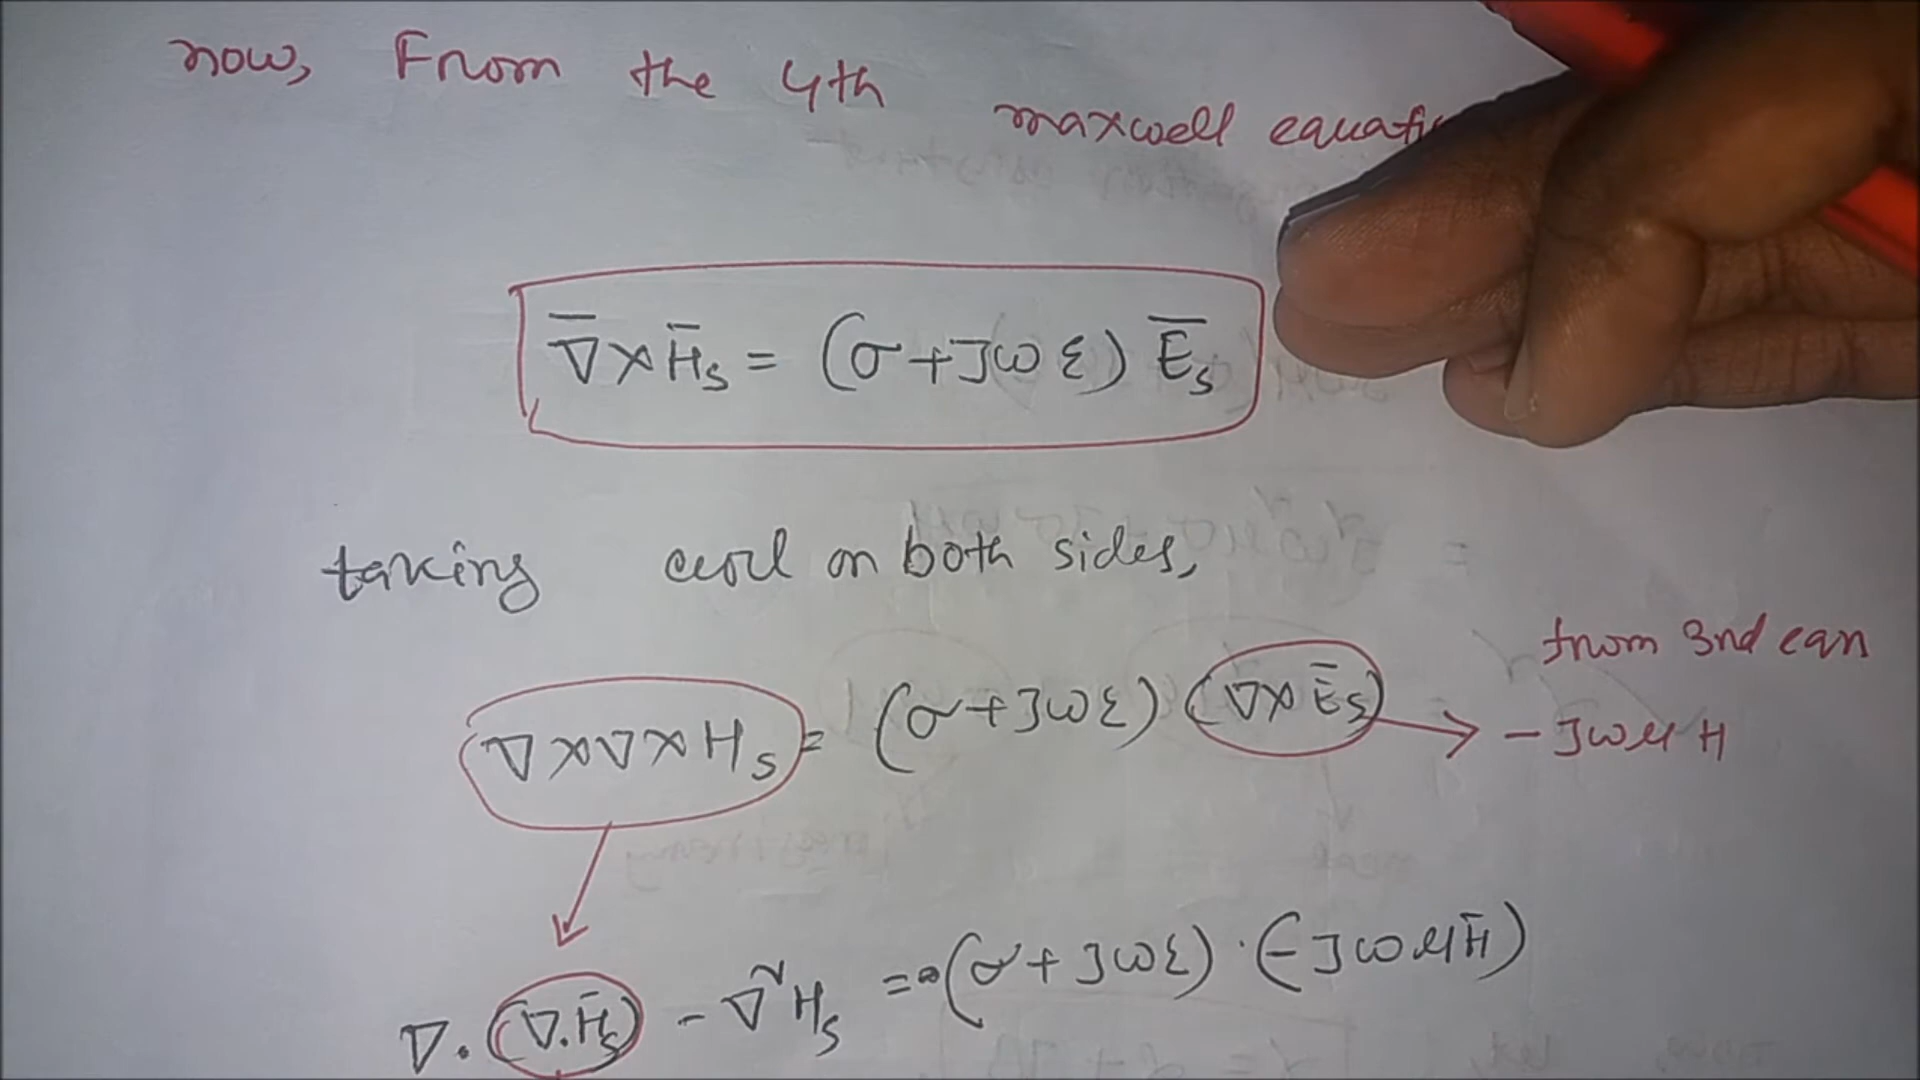 now, From the 4th maxwell
∇̄ × H̄s = (σ + Jωε) Ēs
taking curl on both sides,
from 3rd eqn
∇×∇×Hs = (σ+Jωε) (∇× Ēs) → - Jωμ H
∇. (∇.H̄s) - ∇²Hs = (σ+Jωε) . (-JωμH̄)